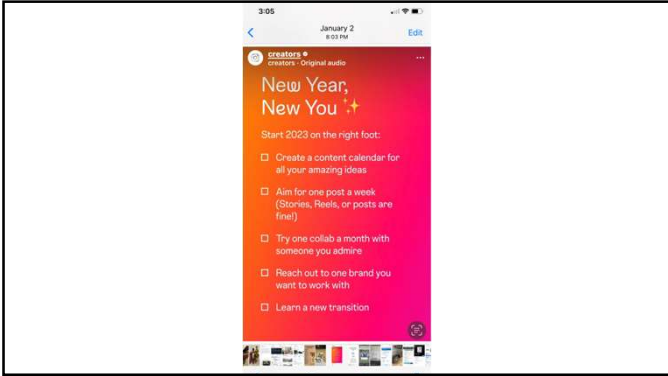 3:05
January 2
8:03 PM
Edit
creators
creators · Original audio
New Year,
New You
Start 2023 on the right foot:
Create a content calendar for
all your amazing ideas
Aim for one post a week
(Stories, Reels, or posts are
fine!)
Try one collab a month with
someone you admire
Reach out to one brand you
want to work with
Learn a new transition